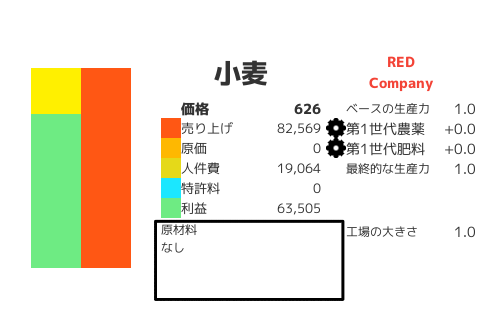 小麦
価格 626
売り上げ 82,569
原価 0
人件費 19,064
特許料 0
利益 63,505
原材料
なし
RED
Company
ベースの生産力 1.0
第1世代農薬 +0.0
第1世代肥料 +0.0
最終的な生産力 1.0
工場の大きさ 1.0